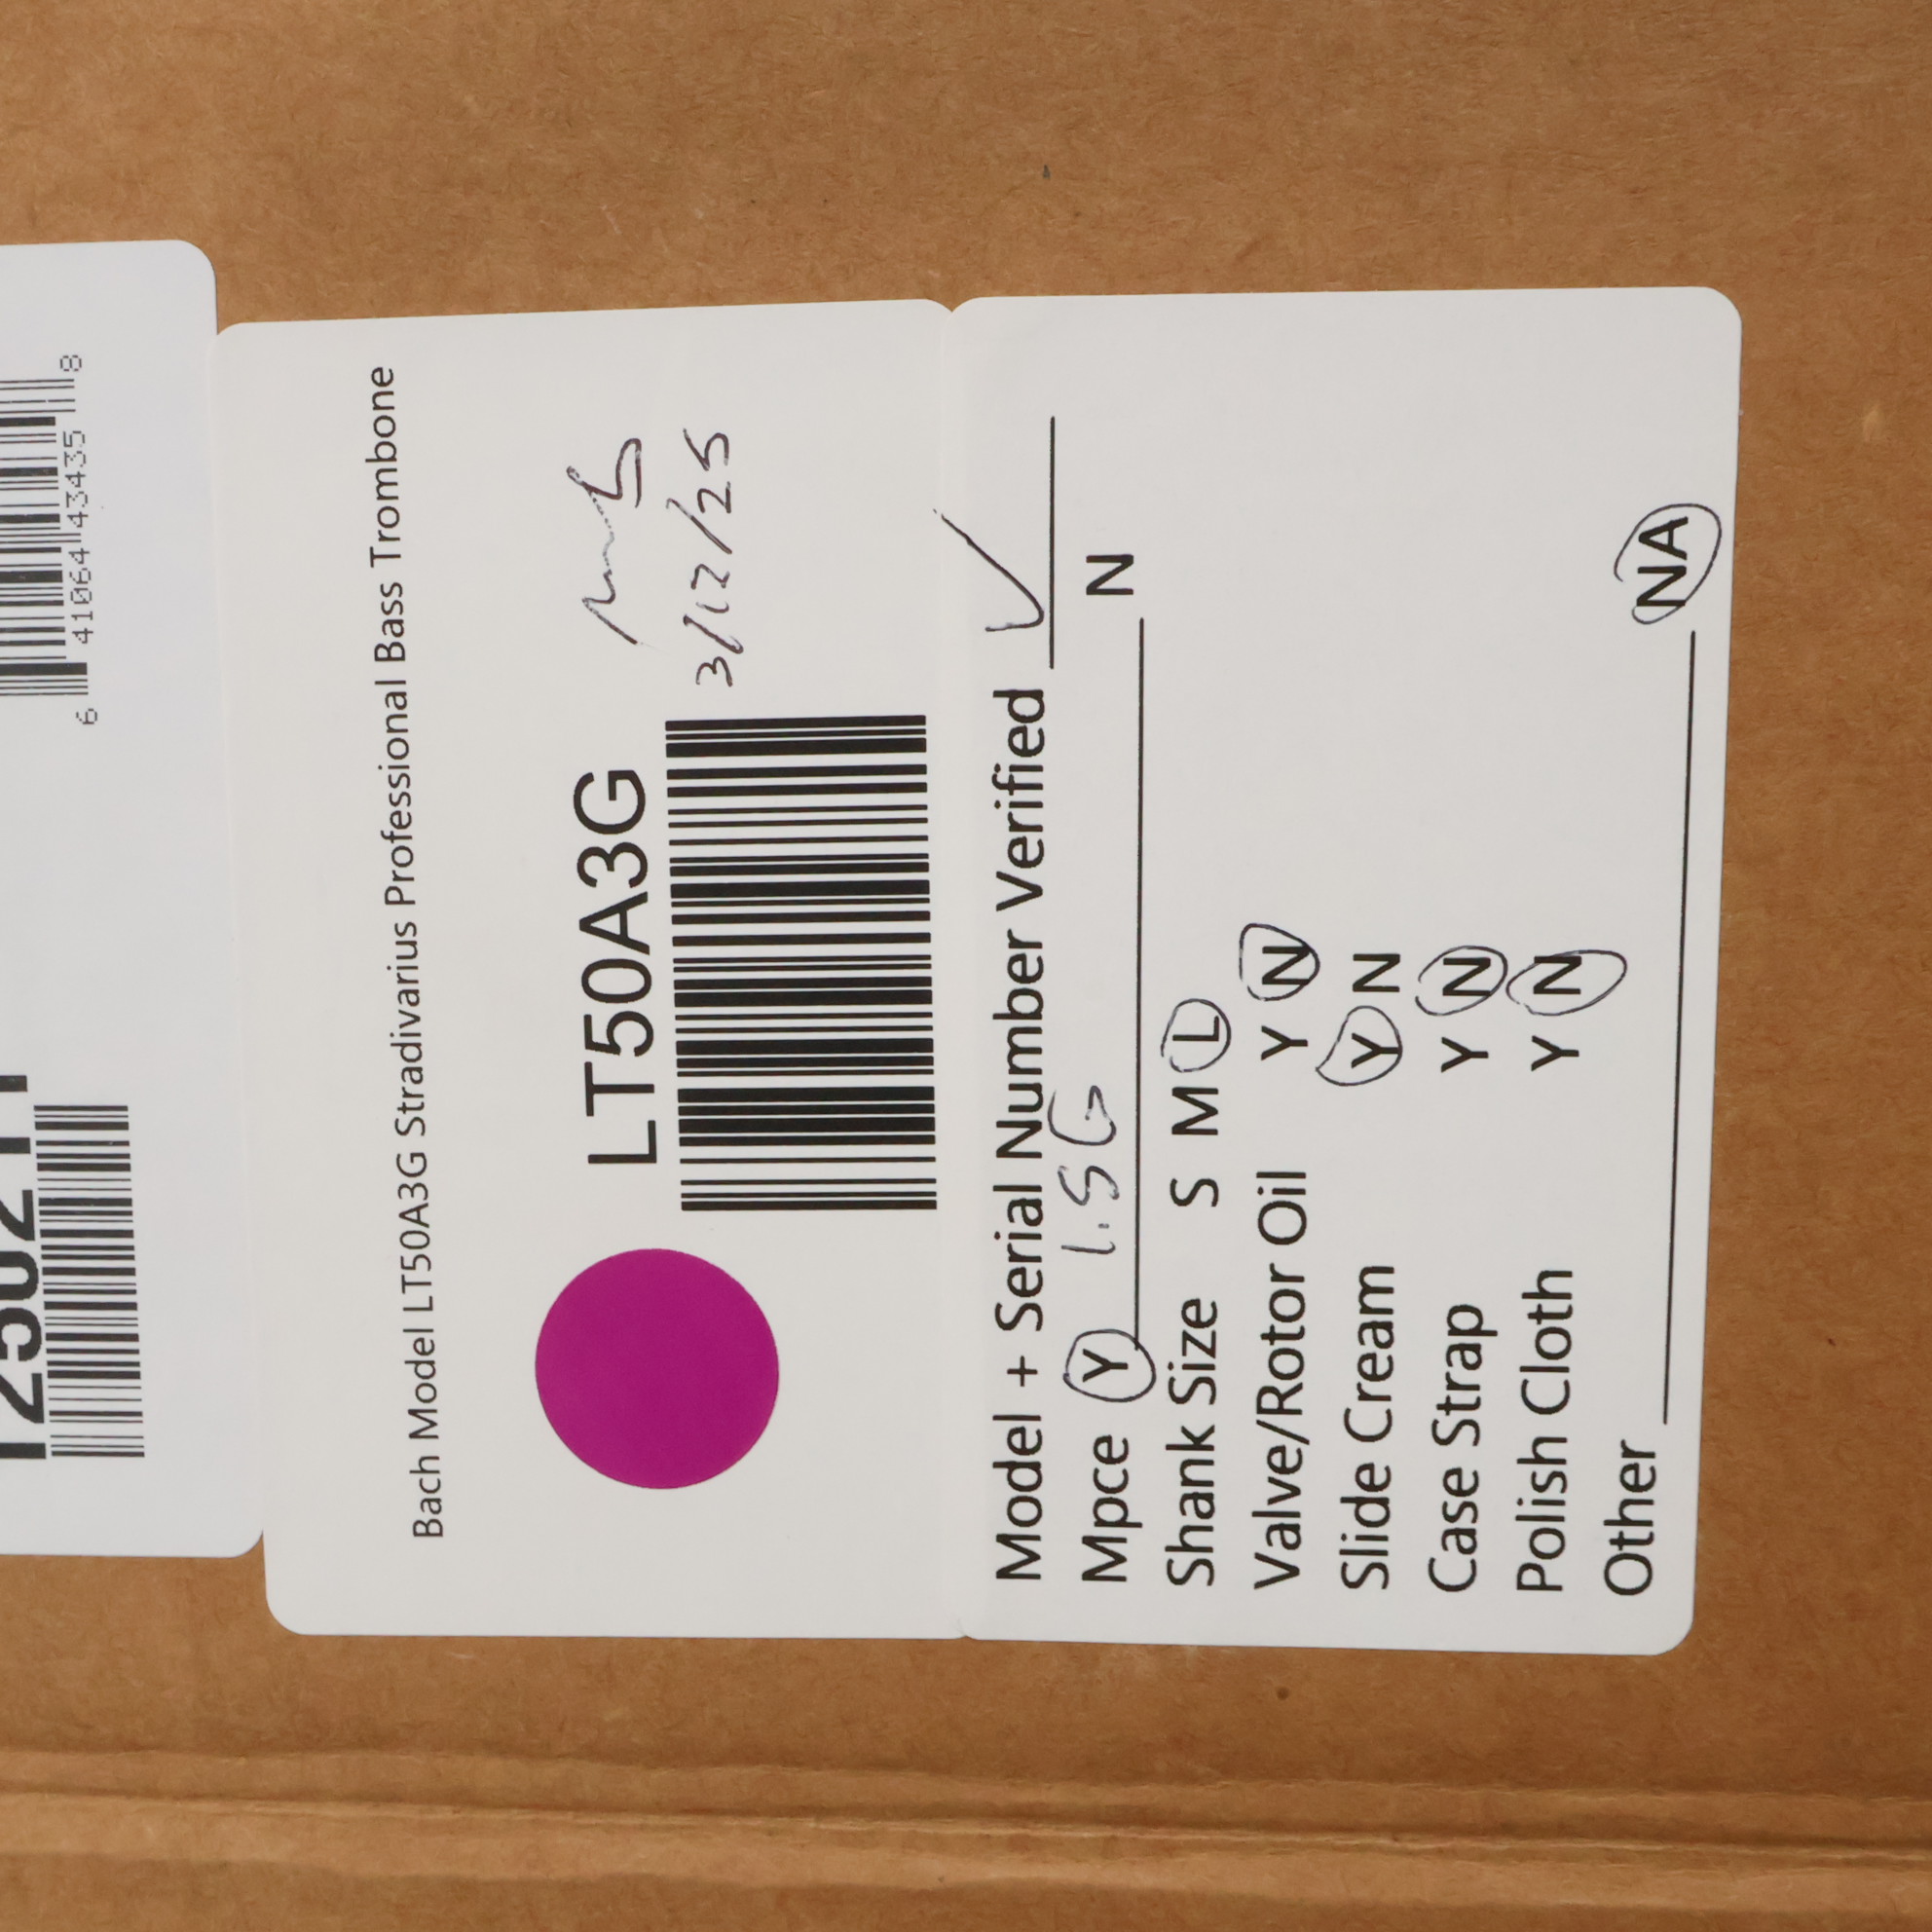 6 41064 43435 8
Bach Model LT50A3G Stradivarius Professional Bass Trombone
LT50A3G
3/12/25
Model + Serial Number Verified ✓
Mpce Y 1.5G N
Shank Size S M L
Valve/Rotor Oil Y N
Slide Cream Y N
Case Strap Y N
Polish Cloth Y N
Other NA